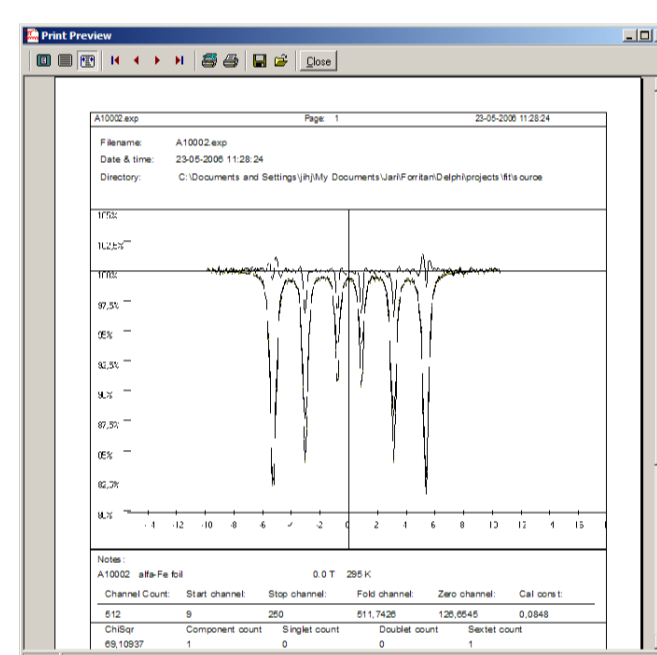 Print Preview
Close
A10002.exp Page: 1 23-05-2006 11:28:24
Filename: A10002.exp
Date & time: 23-05-2006 11:28:24
Directory: C:\Documents and Settings\jihj\My Documents\Jari\Forritan\Delphi\projects\fit\source
105%
102,5%
100%
97,5%
95%
92,5%
90%
87,5%
85%
82,5%
80%
-12 -10 -8 -6 -2 0 2 4 6 8 10 12
Notes:
A10002 alfa-Fe foil 0.0 T 295 K
Channel Count: Start channel: Stop channel: Fold channel: Zero channel: Cal const:
512 9 250 511,7426 126,6545 0,0848
ChiSqr Component count Singlet count Doublet count Sextet count
69,10937 1 0 0 1